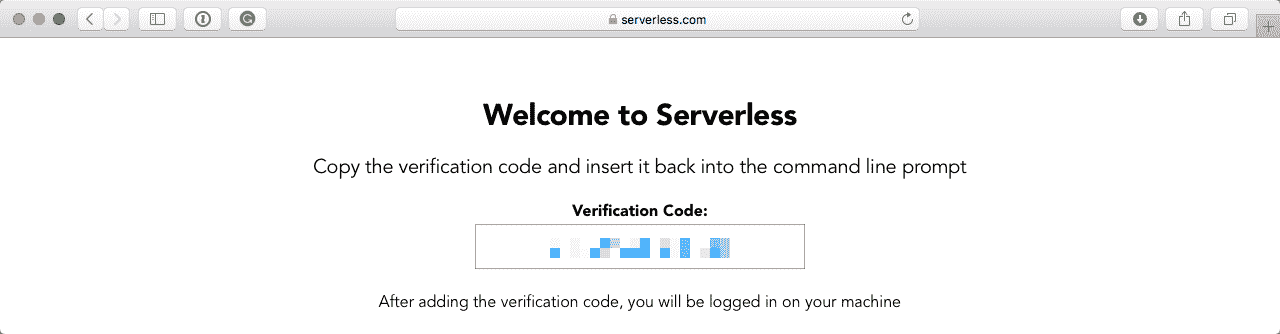 serverless.com
Welcome to Serverless
Copy the verification code and insert it back into the command line prompt
Verification Code:
After adding the verification code, you will be logged in on your machine